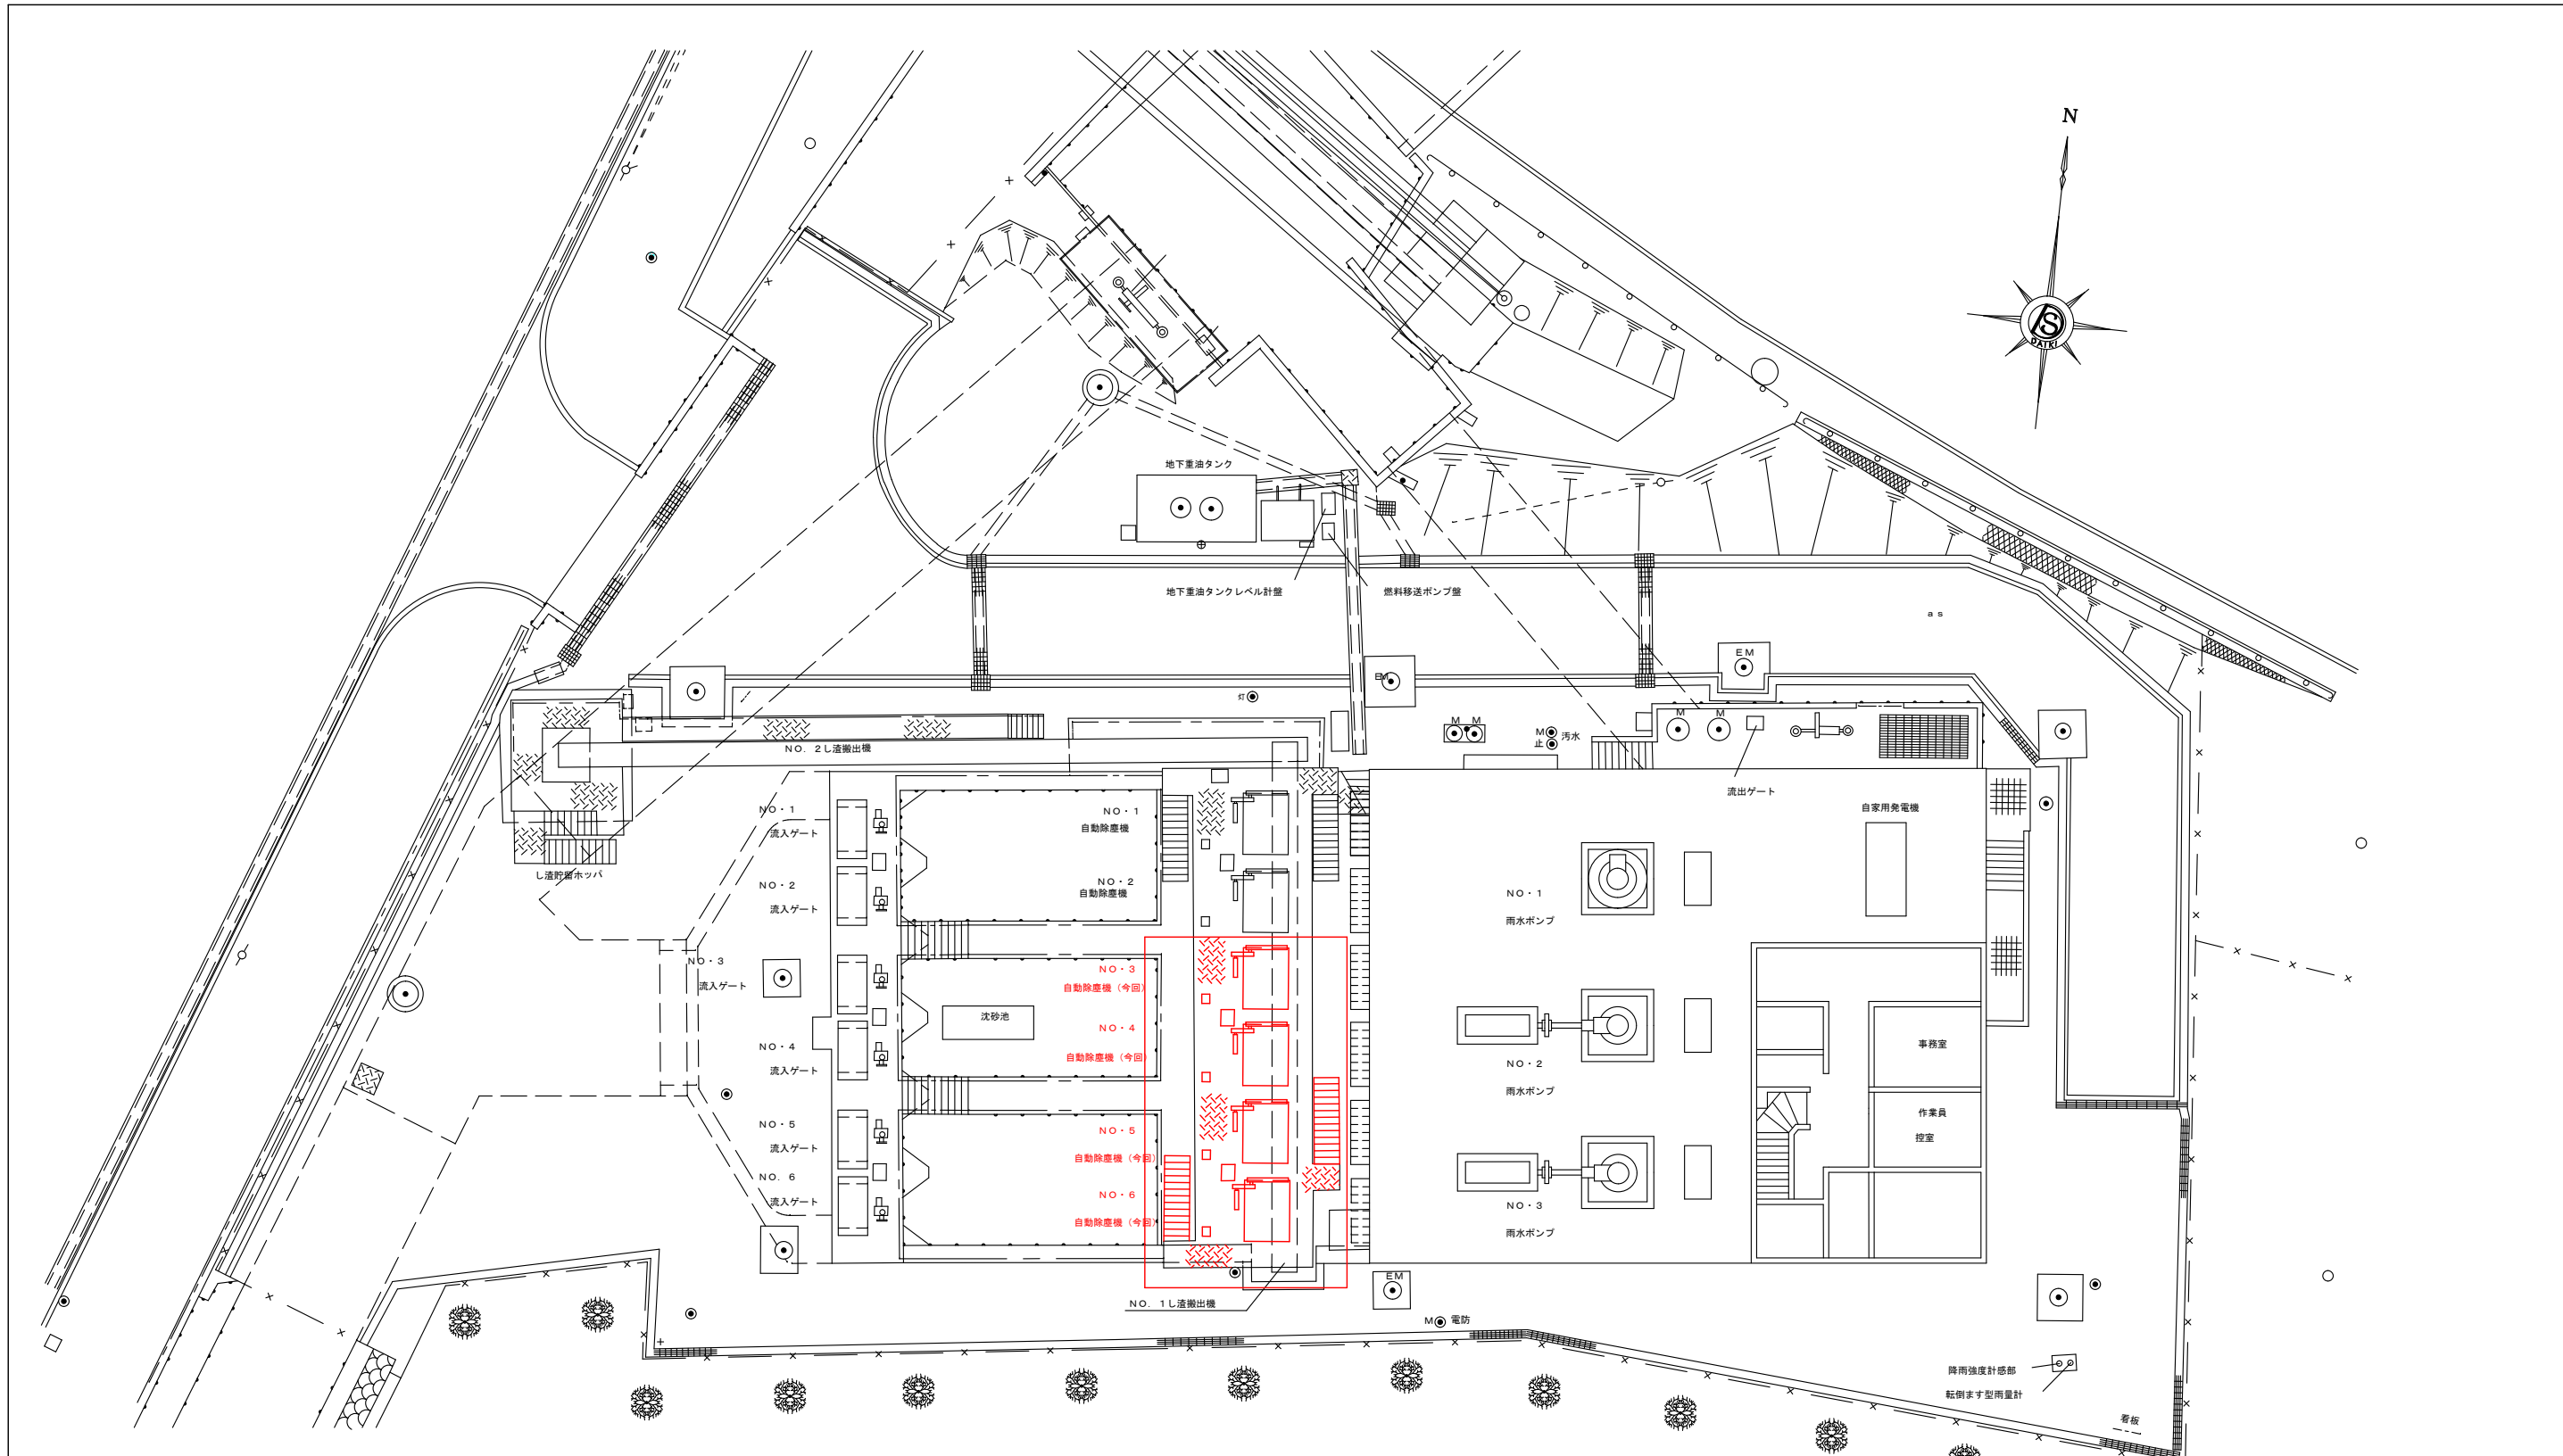 N
DAIKI
地下重油タンク
地下重油タンクレベル計盤
燃料移送ポンプ盤
as
EM
EM
灯
M M
M
止
汚水
M M
NO.2し渣搬出機
流出ゲート
自家用発電機
NO・1
流入ゲート
NO・1
自動除塵機
し渣貯留ホッパ
NO・2
流入ゲート
NO・2
自動除塵機
NO・1
雨水ポンプ
NO・3
流入ゲート
NO・3
自動除塵機（今回）
沈砂池
NO・4
流入ゲート
NO・4
自動除塵機（今回）
NO・2
雨水ポンプ
事務室
作業員
控室
NO・5
流入ゲート
NO・5
自動除塵機（今回）
NO.6
流入ゲート
NO・6
自動除塵機（今回）
NO・3
雨水ポンプ
NO.1し渣搬出機
EM
M
電防
降雨強度計感部
転倒ます型雨量計
看板